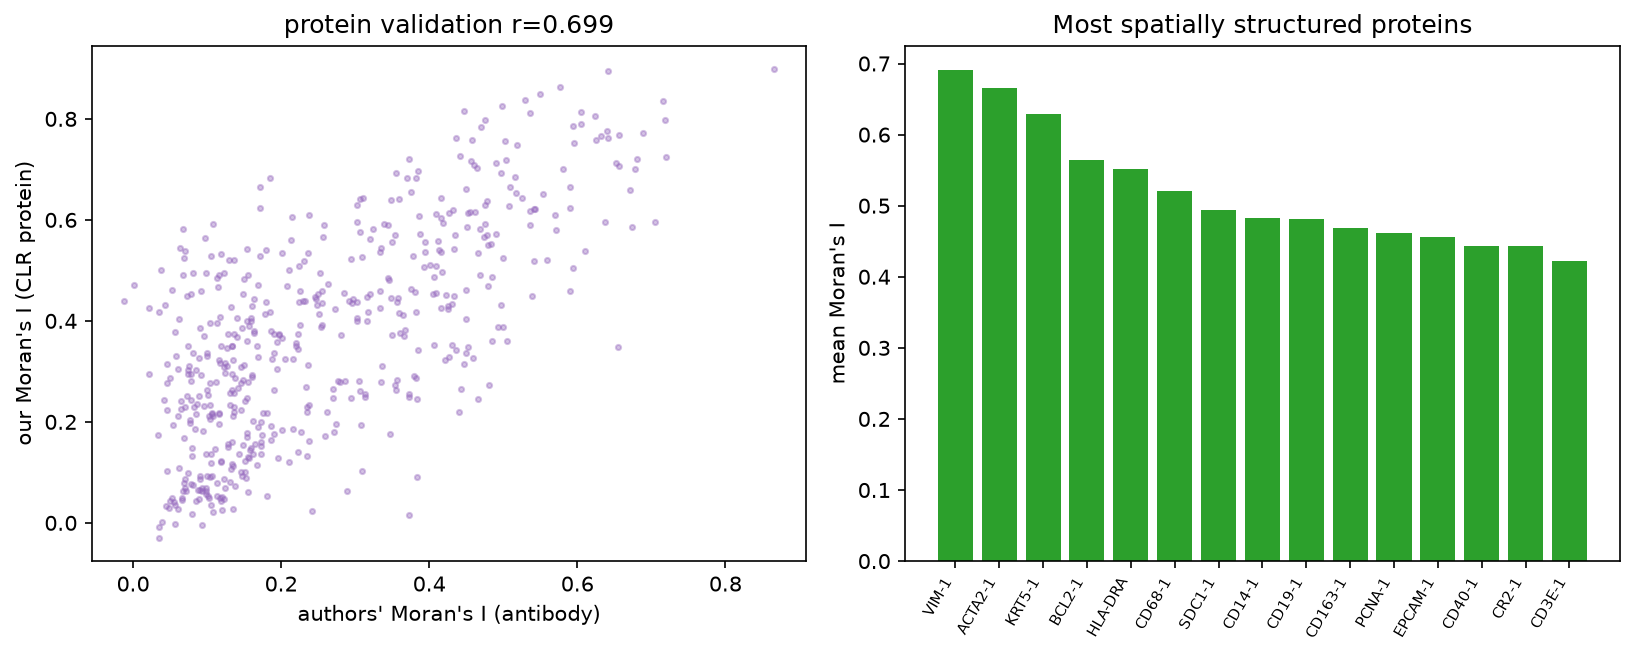 protein validation r=0.699
our Moran's I (CLR protein)
0.8
0.6
0.4
0.2
0.0
0.0 0.2 0.4 0.6 0.8
authors' Moran's I (antibody)
Most spatially structured proteins
mean Moran's I
0.7
0.6
0.5
0.4
0.3
0.2
0.1
0.0
VIM-1
ACTA2-1
KRT5-1
BCL2-1
HLA-DRA
CD68-1
SDC1-1
CD14-1
CD19-1
CD163-1
PCNA-1
EPCAM-1
CD40-1
CR2-1
CD3E-1